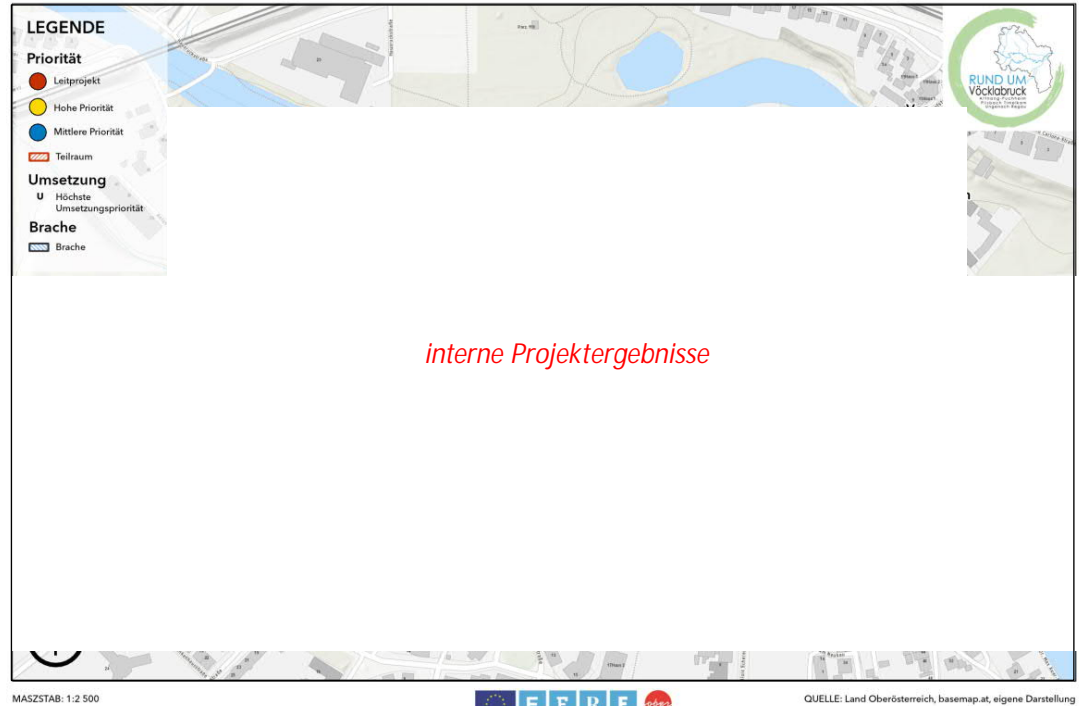 LEGENDE
Priorität
Leitprojekt
Hohe Priorität
Mittlere Priorität
Teilraum
Umsetzung
U Höchste
Umsetzungspriorität
Brache
Brache
RUND UM
Vöcklabruck
interne Projektergebnisse
MASZSTAB: 1:2 500
EFRE
QUELLE: Land Oberösterreich, basemap.at, eigene Darstellung